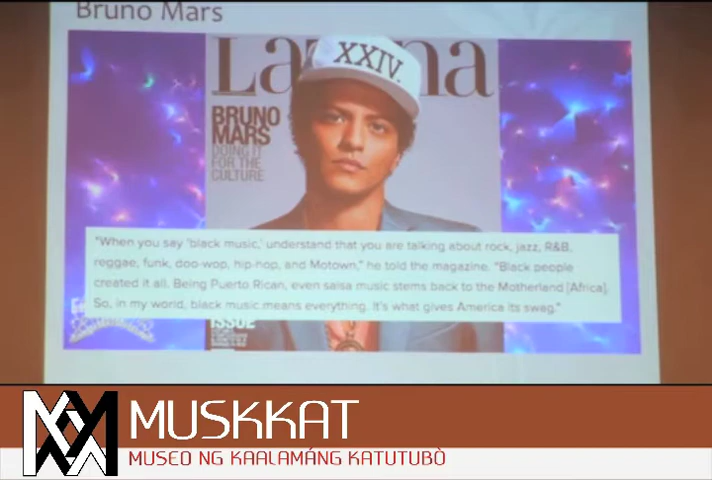 Bruno Mars
Latina
XXIV.
BRUNO
MARS
DOING IT
FOR THE
CULTURE
"When you say 'black music,' understand that you are talking about rock, jazz, R&B,
reggae, funk, doo-wop, hip-hop, and Motown," he told the magazine. "Black people
created it all. Being Puerto Rican, even salsa music stems back to the Motherland [Africa].
So, in my world, black music means everything. It's what gives America its swag."
ISSUE
MUSKKAT
MUSEO NG KAALAMÁNG KATUTUBÒ